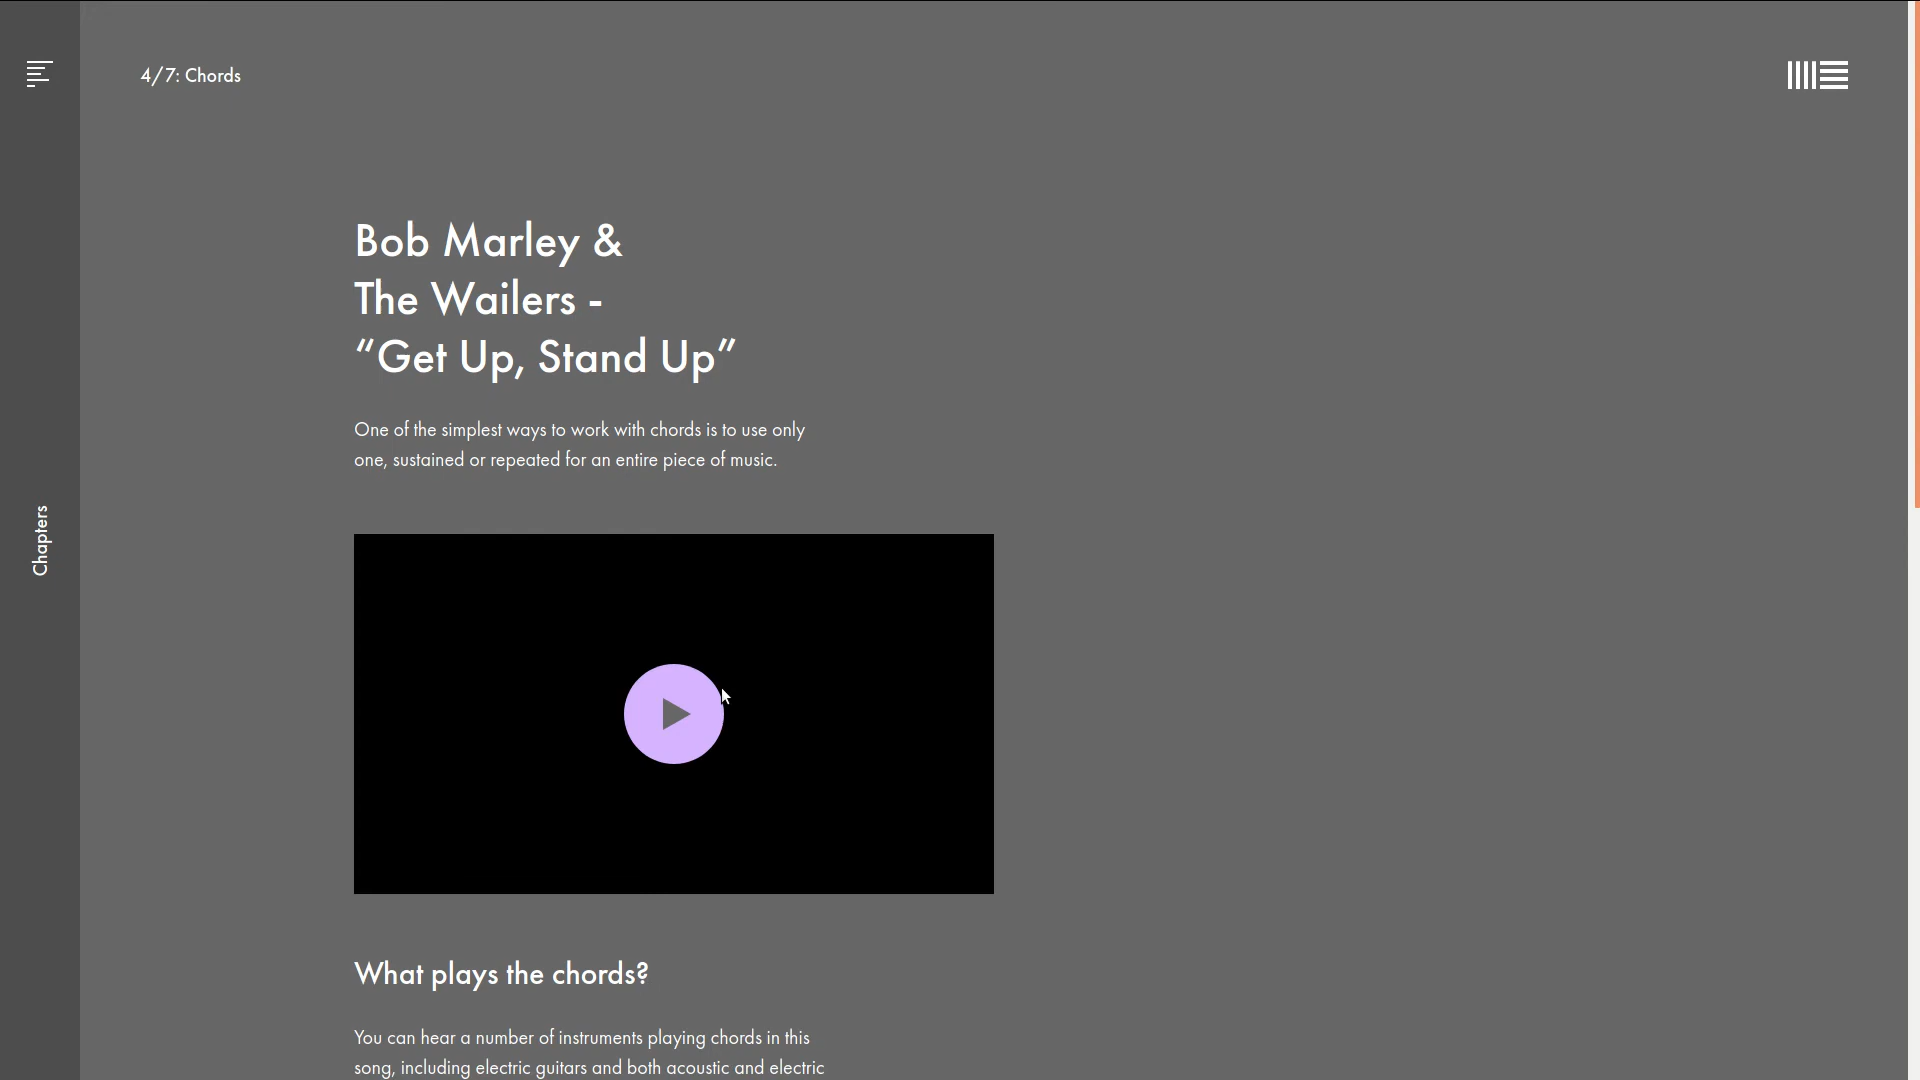 4/7: Chords
Bob Marley &
The Wailers -
“Get Up, Stand Up”
One of the simplest ways to work with chords is to use only
one, sustained or repeated for an entire piece of music.
Chapters
What plays the chords?
You can hear a number of instruments playing chords in this
song, including electric guitars and both acoustic and electric